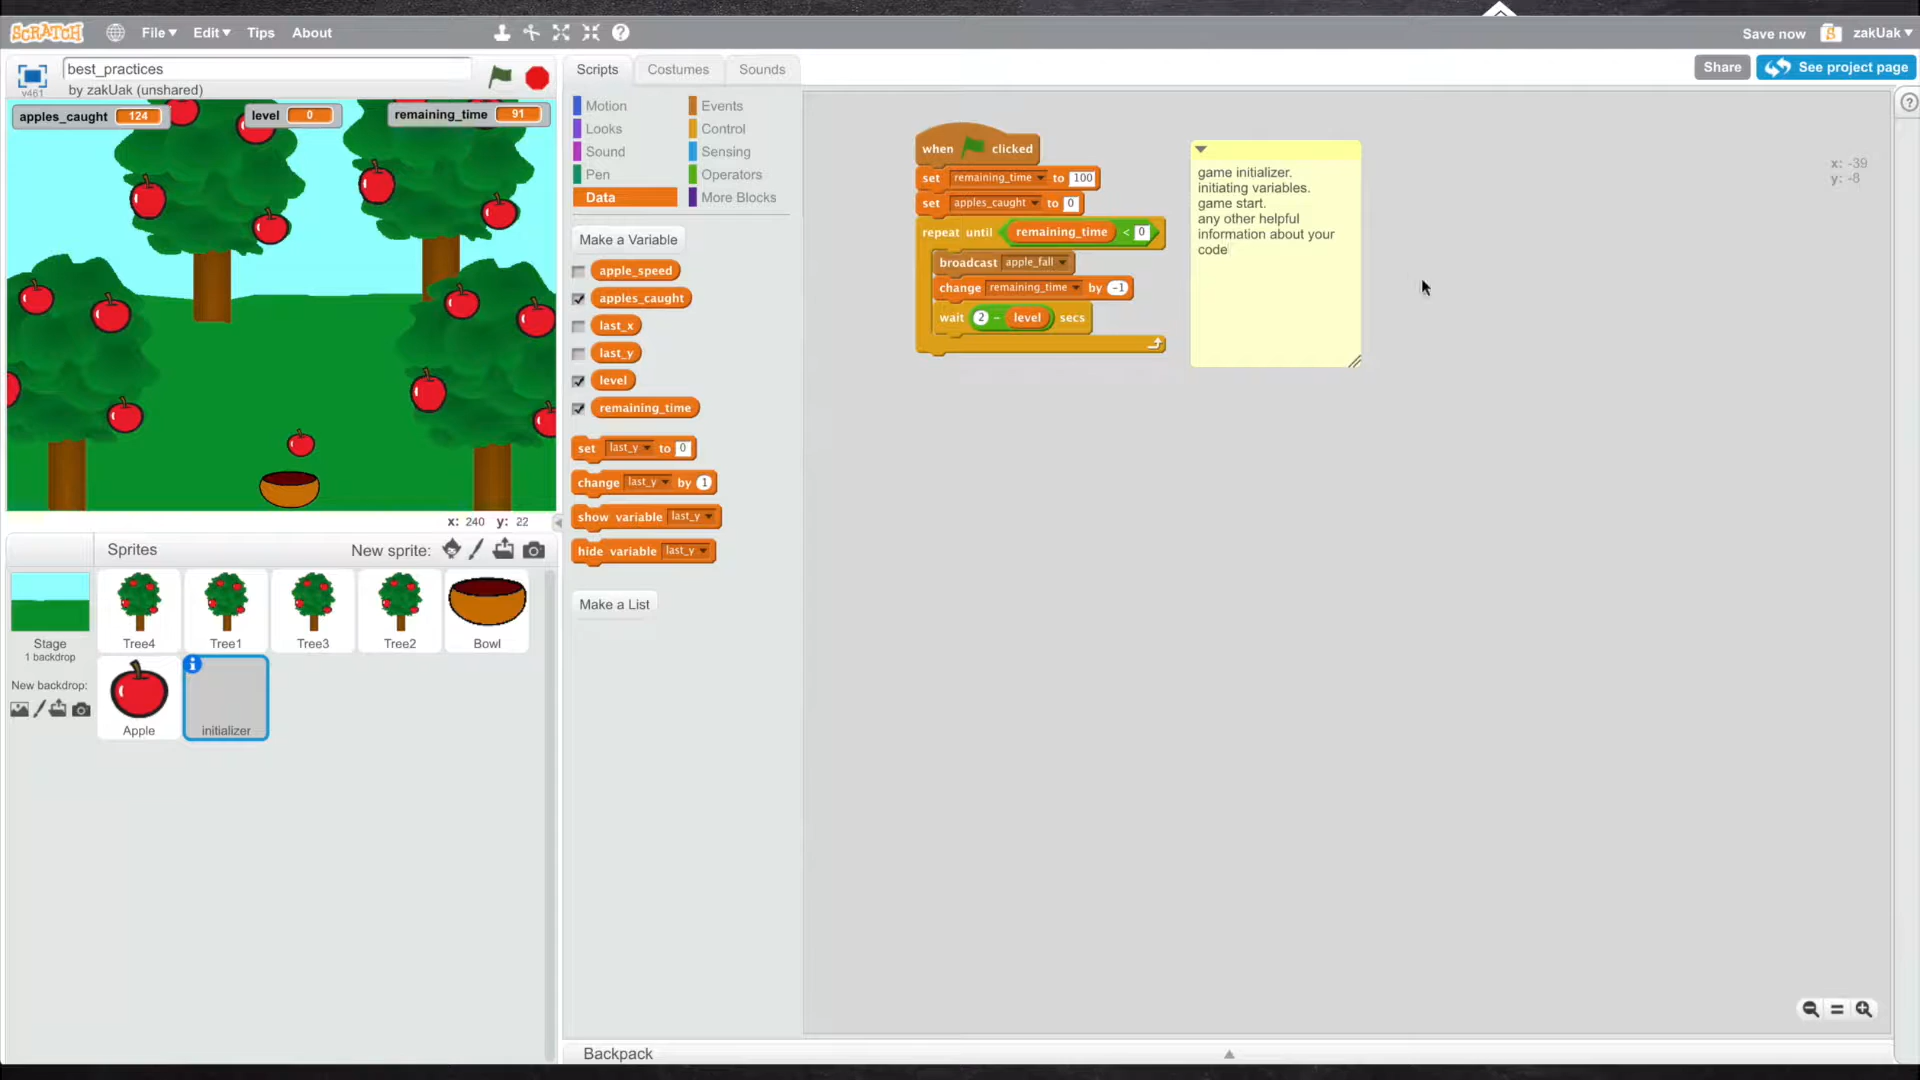 SCRATCH
File
Edit
Tips
About
Save now
zakUak
v461
best_practices
by zakUak (unshared)
Scripts
Costumes
Sounds
Share
See project page
apples_caught 124
level 0
remaining_time 91
Motion
Events
Looks
Control
Sound
Sensing
Pen
Operators
Data
More Blocks
Make a Variable
apple_speed
apples_caught
last_x
last_y
level
remaining_time
set last_y to 0
change last_y by 1
show variable last_y
hide variable last_y
Make a List
when clicked
set remaining_time to 100
set apples_caught to 0
repeat until remaining_time < 0
broadcast apple_fall
change remaining_time by -1
wait 2 - level secs
game initializer.
initiating variables.
game start.
any other helpful
information about your
code
x: -39
y: -8
x: 240 y: 22
Sprites
New sprite:
Stage
1 backdrop
New backdrop:
Tree4
Tree1
Tree3
Tree2
Bowl
Apple
initializer
Backpack